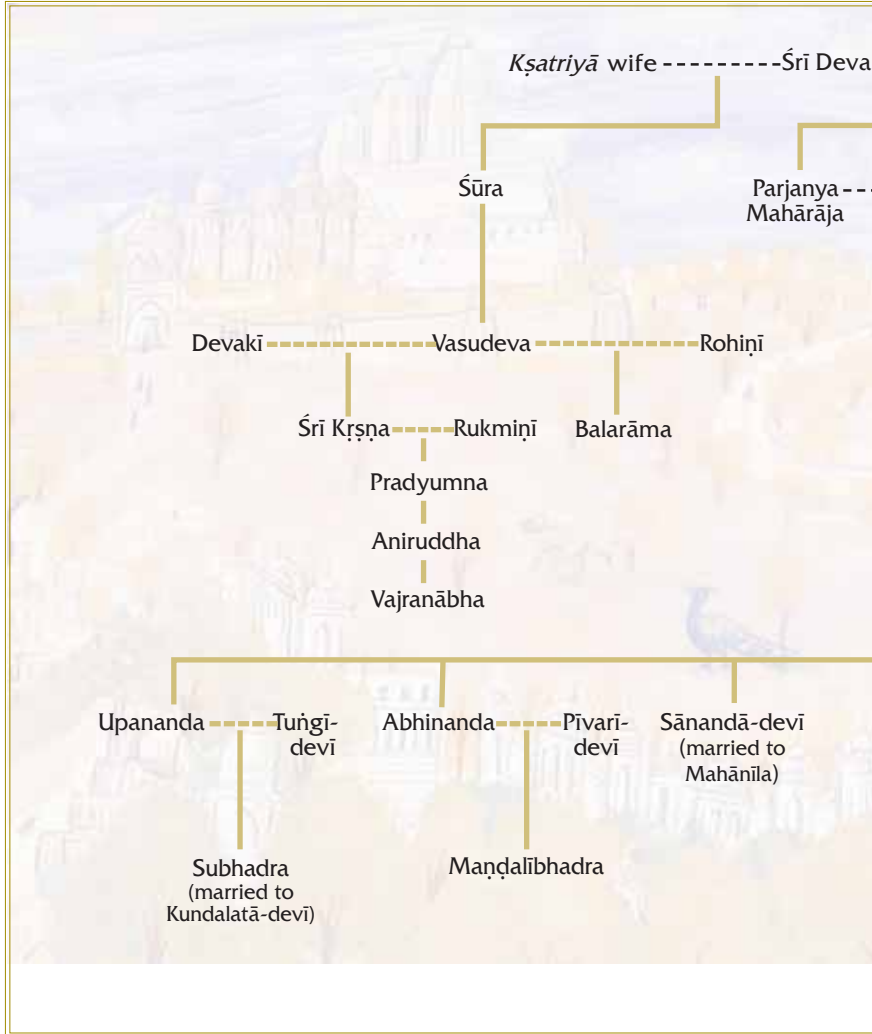 Kṣatriyā wife Śrī Deva
Śūra Parjanya
Mahārāja
Devakī Vasudeva Rohiṇī
Śrī Kṛṣṇa Rukmiṇī Balarāma
Pradyumna
Aniruddha
Vajranābha
Upananda Tuṅgī-
devī
Abhinanda Pīvarī-
devī
Sānandā-devī
(married to
Mahānīla)
Subhadra
(married to
Kundalatā-devī)
Maṇḍalībhadra